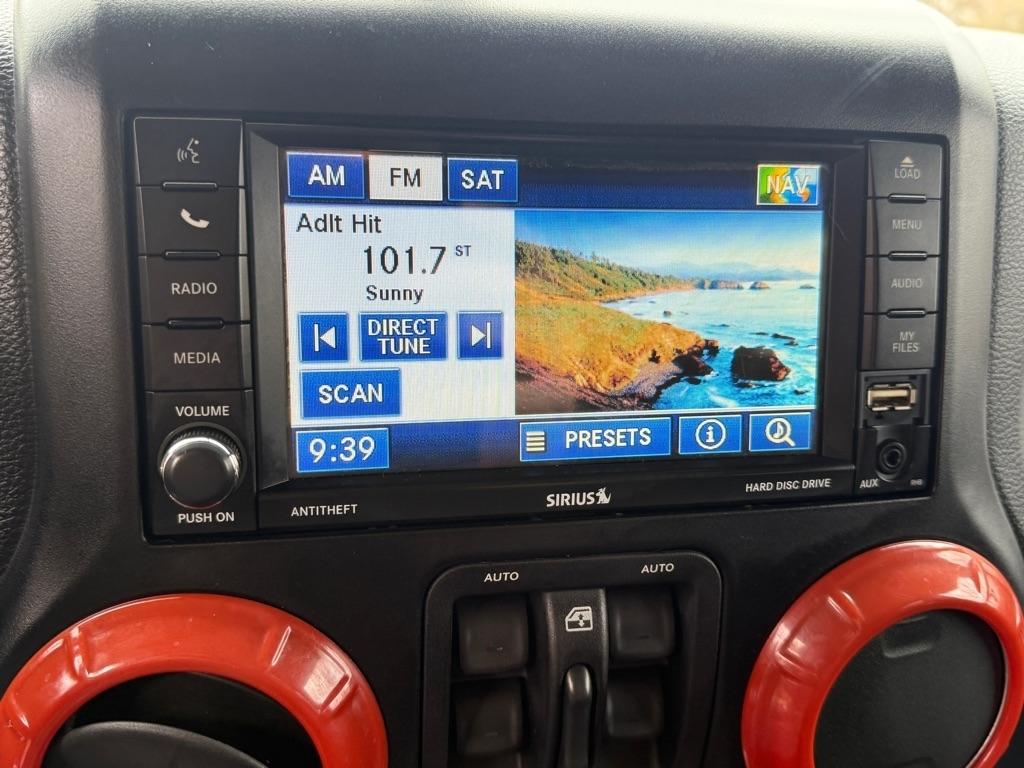 AM FM SAT NAV
Adlt Hit
101.7 ST
Sunny
DIRECT
TUNE
SCAN
9:39 PRESETS
RADIO
MEDIA
VOLUME
PUSH ON
LOAD
MENU
AUDIO
MY
FILES
AUX RHB
ANTITHEFT SIRIUS HARD DISC DRIVE
AUTO AUTO